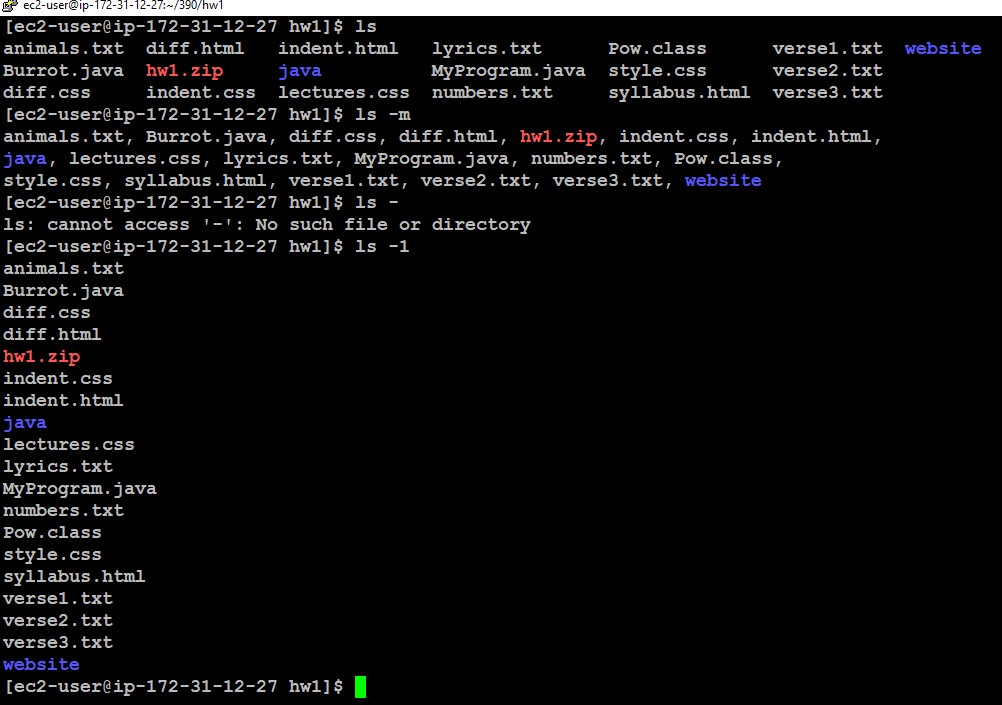 ec2-user@ip-172-31-12-27:~/390/hw1
[ec2-user@ip-172-31-12-27 hw1]$ ls
animals.txt  diff.html   indent.html   lyrics.txt      Pow.class      verse1.txt  website
Burrot.java  hw1.zip     java          MyProgram.java  style.css      verse2.txt
diff.css     indent.css  lectures.css  numbers.txt     syllabus.html  verse3.txt
[ec2-user@ip-172-31-12-27 hw1]$ ls -m
animals.txt, Burrot.java, diff.css, diff.html, hw1.zip, indent.css, indent.html,
java, lectures.css, lyrics.txt, MyProgram.java, numbers.txt, Pow.class,
style.css, syllabus.html, verse1.txt, verse2.txt, verse3.txt, website
[ec2-user@ip-172-31-12-27 hw1]$ ls -
ls: cannot access '-': No such file or directory
[ec2-user@ip-172-31-12-27 hw1]$ ls -1
animals.txt
Burrot.java
diff.css
diff.html
hw1.zip
indent.css
indent.html
java
lectures.css
lyrics.txt
MyProgram.java
numbers.txt
Pow.class
style.css
syllabus.html
verse1.txt
verse2.txt
verse3.txt
website
[ec2-user@ip-172-31-12-27 hw1]$